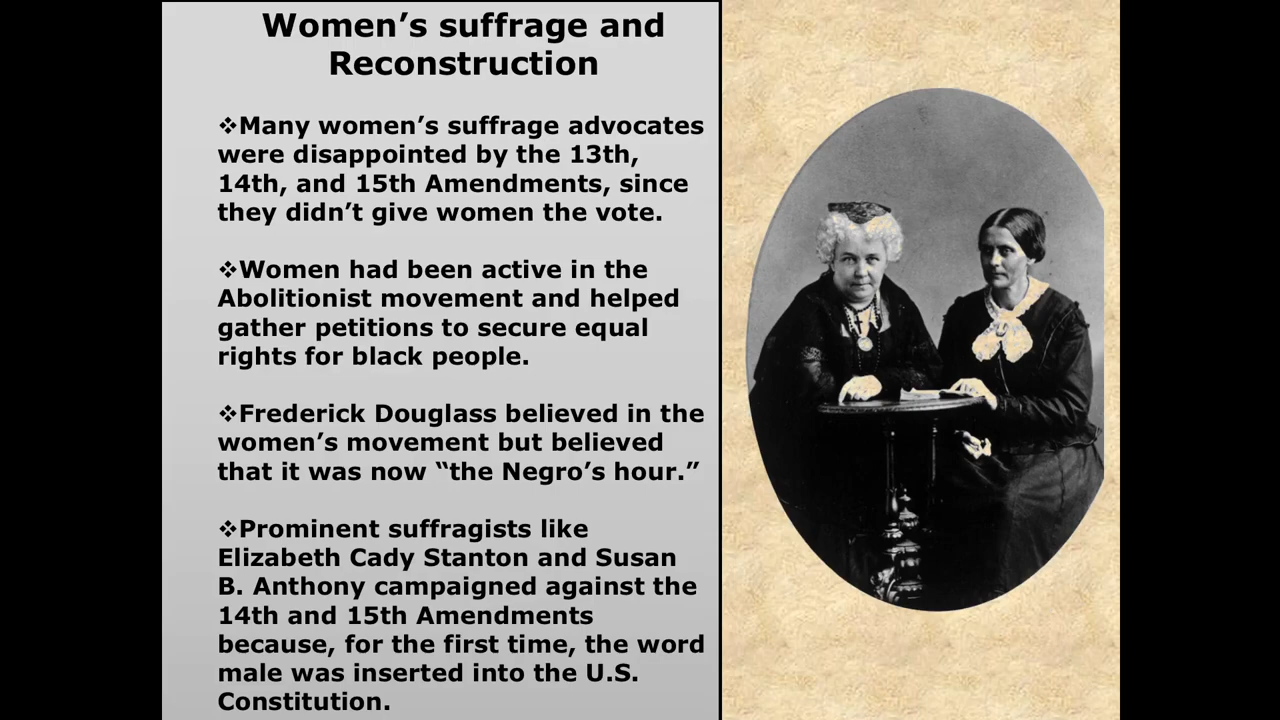 Women’s suffrage and
Reconstruction
❖Many women’s suffrage advocates
were disappointed by the 13th,
14th, and 15th Amendments, since
they didn’t give women the vote.
❖Women had been active in the
Abolitionist movement and helped
gather petitions to secure equal
rights for black people.
❖Frederick Douglass believed in the
women’s movement but believed
that it was now “the Negro’s hour.”
❖Prominent suffragists like
Elizabeth Cady Stanton and Susan
B. Anthony campaigned against the
14th and 15th Amendments
because, for the first time, the word
male was inserted into the U.S.
Constitution.